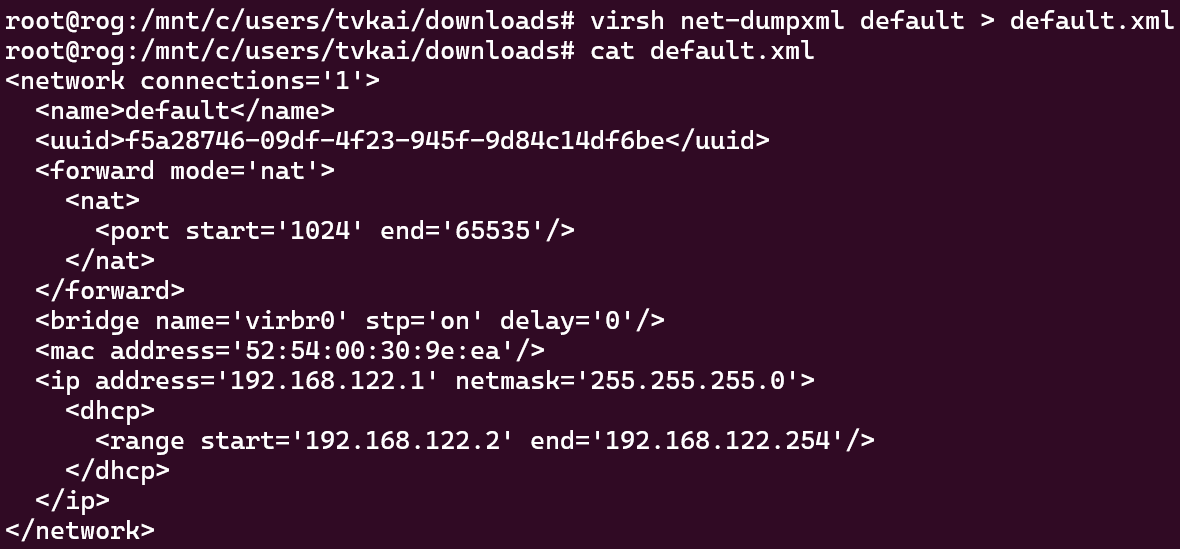 root@rog:/mnt/c/users/tvkai/downloads# virsh net-dumpxml default > default.xml
root@rog:/mnt/c/users/tvkai/downloads# cat default.xml
<network connections='1'>
  <name>default</name>
  <uuid>f5a28746-09df-4f23-945f-9d84c14df6be</uuid>
  <forward mode='nat'>
    <nat>
      <port start='1024' end='65535'/>
    </nat>
  </forward>
  <bridge name='virbr0' stp='on' delay='0'/>
  <mac address='52:54:00:30:9e:ea'/>
  <ip address='192.168.122.1' netmask='255.255.255.0'>
    <dhcp>
      <range start='192.168.122.2' end='192.168.122.254'/>
    </dhcp>
  </ip>
</network>